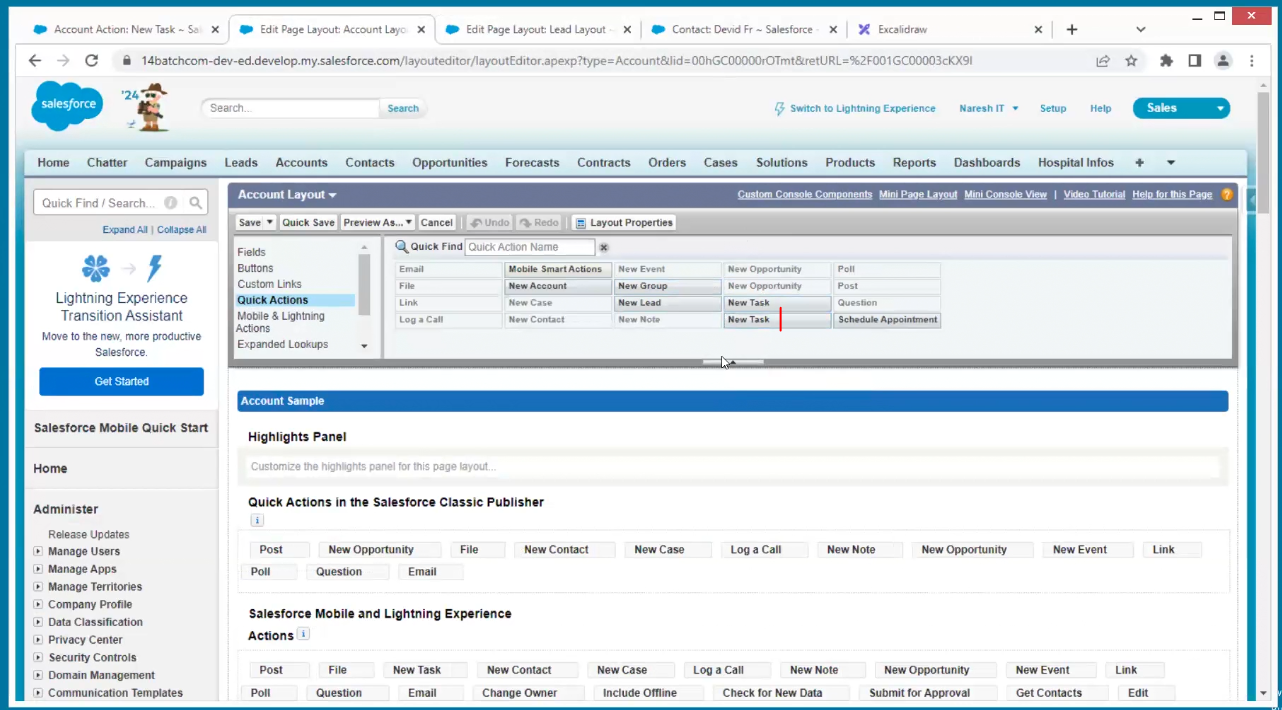 Account Action: New Task ~ Sa
Edit Page Layout: Account Layo
Edit Page Layout: Lead Layout
Contact: Devid Fr ~ Salesforce
Excalidraw
14batchcom-dev-ed.develop.my.salesforce.com/layouteditor/layoutEditor.apexp?type=Account&lid=00hGC00000rOTmt&retURL=%2F001GC00003cKX9I
salesforce
'24
Search...
Search
Switch to Lightning Experience
Naresh IT
Setup
Help
Sales
Home Chatter Campaigns Leads Accounts Contacts Opportunities Forecasts Contracts Orders Cases Solutions Products Reports Dashboards Hospital Infos +
Quick Find / Search...
Expand All | Collapse All
Lightning Experience
Transition Assistant
Move to the new, more productive
Salesforce.
Get Started
Salesforce Mobile Quick Start
Home
Administer
Release Updates
Manage Users
Manage Apps
Manage Territories
Company Profile
Data Classification
Privacy Center
Security Controls
Domain Management
Communication Templates
Account Layout
Custom Console Components Mini Page Layout Mini Console View | Video Tutorial Help for this Page ?
Save Quick Save Preview As... Cancel Undo Redo Layout Properties
Fields
Buttons
Custom Links
Quick Actions
Mobile & Lightning
Actions
Expanded Lookups
Quick Find Quick Action Name
Email Mobile Smart Actions New Event New Opportunity Poll
File New Account New Group New Opportunity Post
Link New Case New Lead New Task Question
Log a Call New Contact New Note New Task Schedule Appointment
Account Sample
Highlights Panel
Customize the highlights panel for this page layout...
Quick Actions in the Salesforce Classic Publisher
Post New Opportunity File New Contact New Case Log a Call New Note New Opportunity New Event Link
Poll Question Email
Salesforce Mobile and Lightning Experience
Actions
Post File New Task New Contact New Case Log a Call New Note New Opportunity New Event Link
Poll Question Email Change Owner Include Offline Check for New Data Submit for Approval Get Contacts Edit